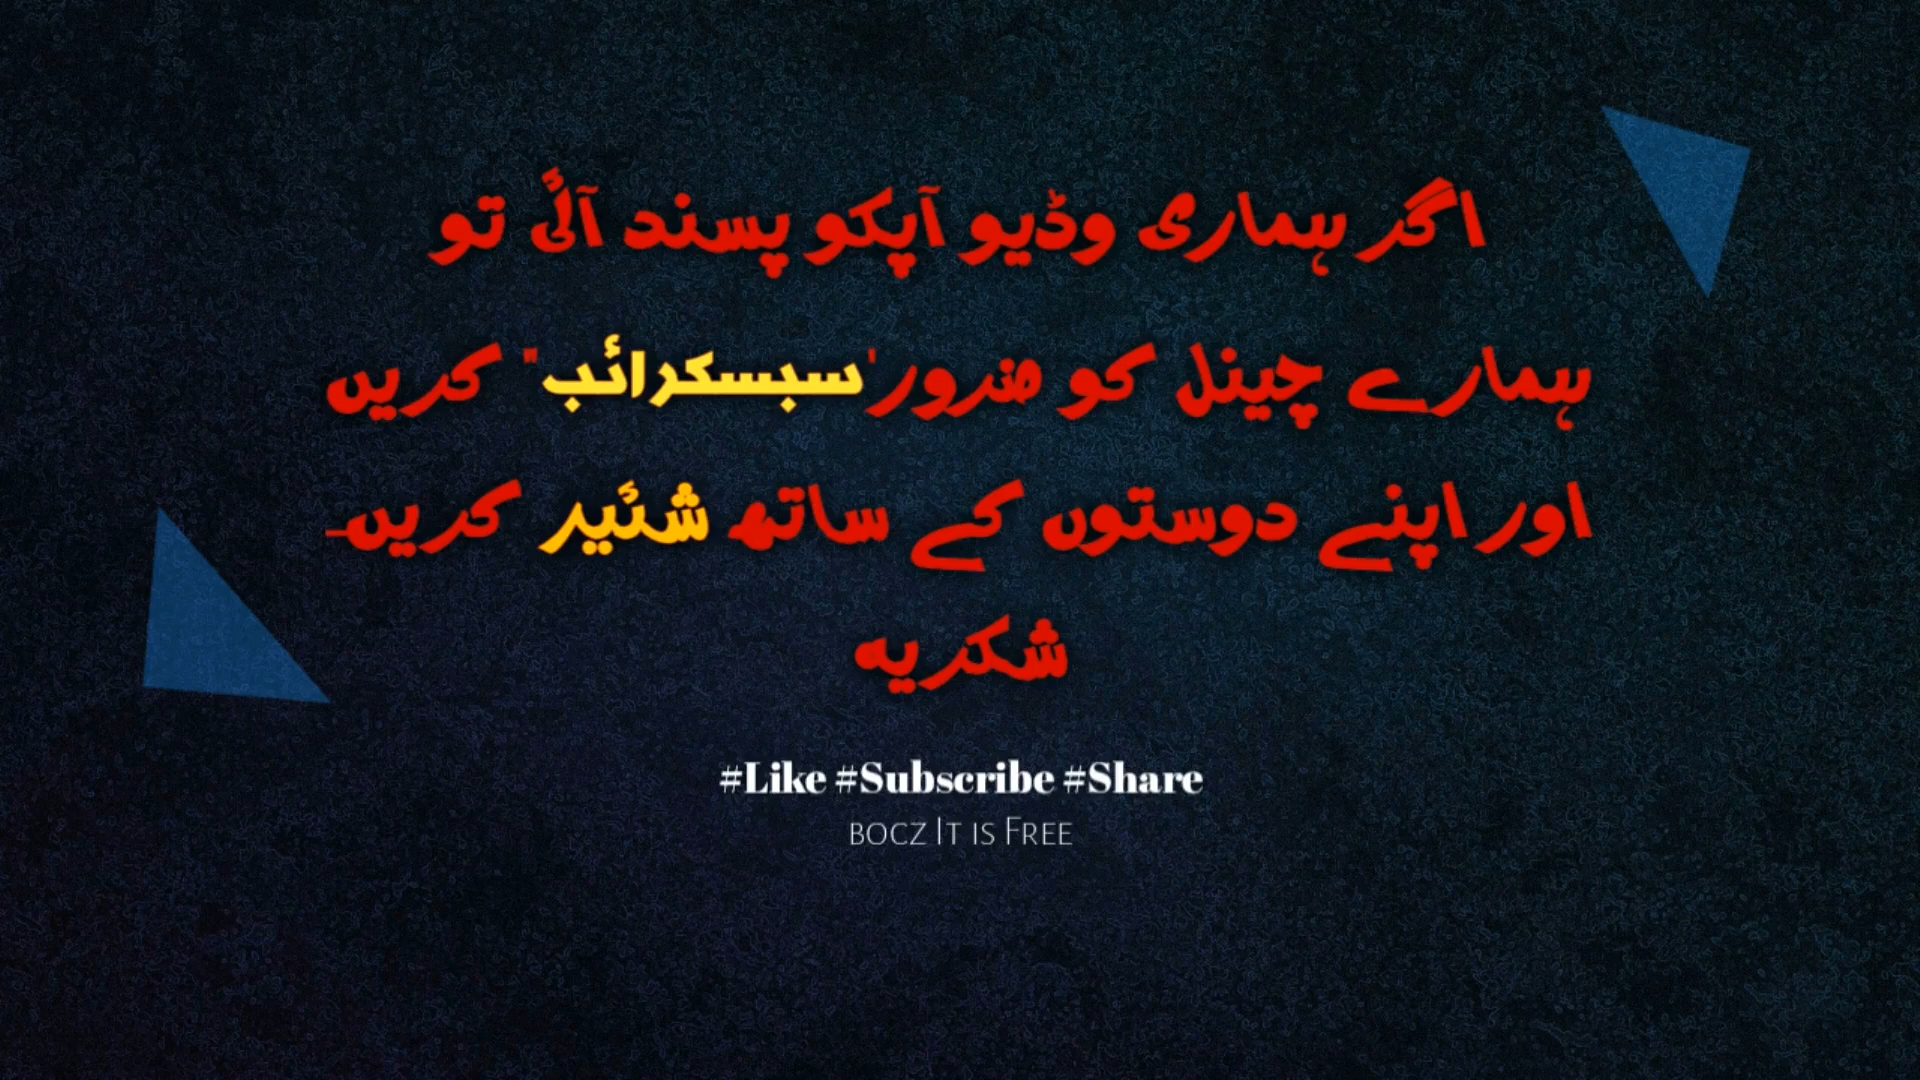 اگر ہماری وڈیو آپکو پسند آئی تو
ہمارے چینل کو ضرور'سبسکرائب" کریں
اور اپنے دوستوں کے ساتھ شئیر کریں۔
شکریہ
#Like #Subscribe #Share
bocz It is Free